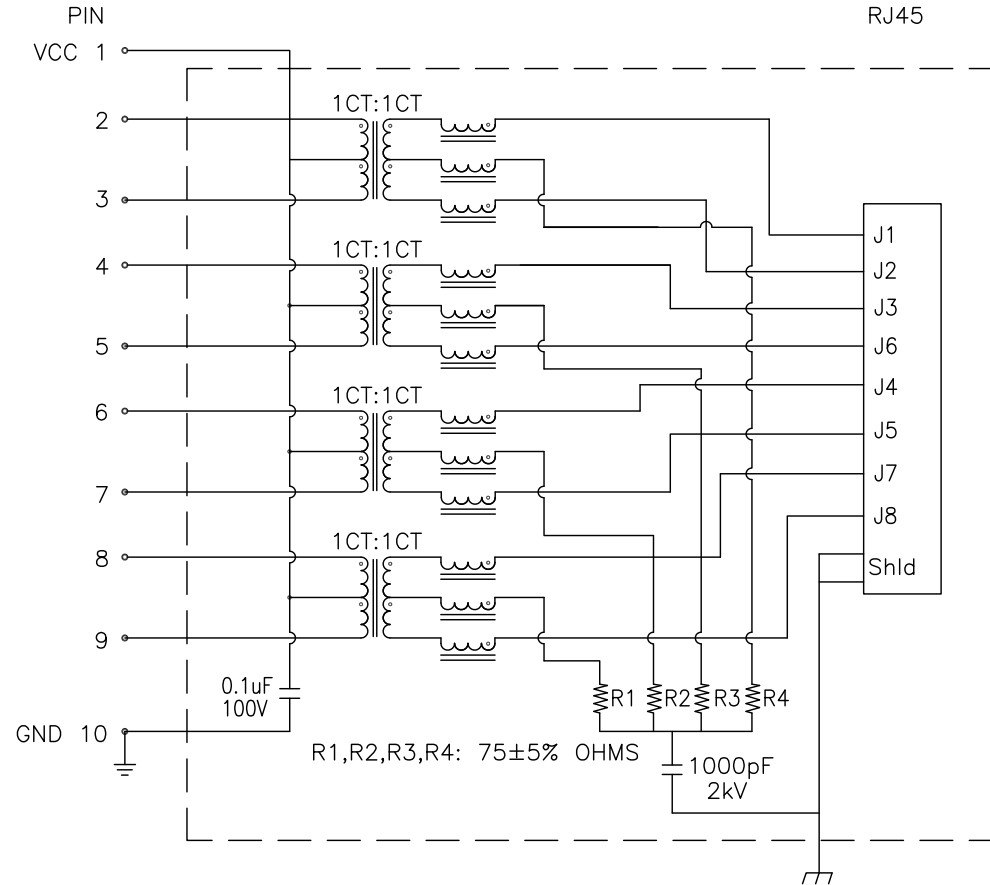 PIN
RJ45
VCC 1
1CT:1CT
2
3
J1
J2
1CT:1CT
4
J3
5
J6
J4
1CT:1CT
6
J5
J7
7
J8
1CT:1CT
8
Shld
9
0.1uF
100V
R1
R2
R3
R4
GND 10
R1,R2,R3,R4: 75±5% OHMS
1000pF
2kV